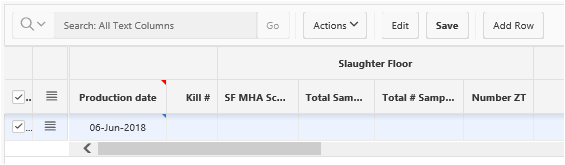 Search: All Text Columns Go Actions Edit Save Add Row
Slaughter Floor
... Production date Kill # SF MHA Sc... Total Sam... Total # Samp... Number ZT
... 06-Jun-2018